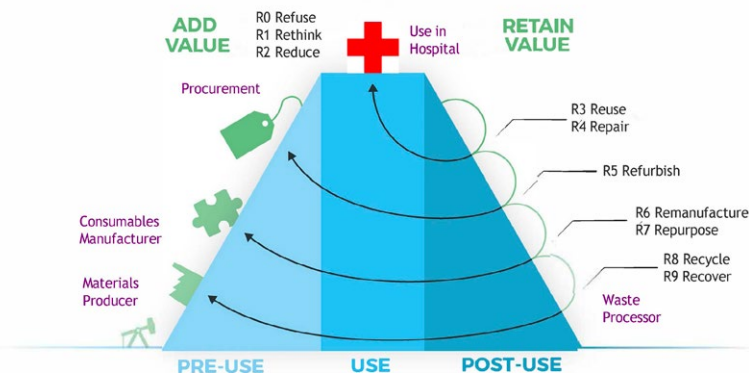 ADD
VALUE
R0 Refuse
R1 Rethink
R2 Reduce
Use in
Hospital
RETAIN
VALUE
Procurement
R3 Reuse
R4 Repair
R5 Refurbish
Consumables
Manufacturer
R6 Remanufacture
R7 Repurpose
Materials
Producer
R8 Recycle
R9 Recover
Waste
Processor
PRE-USE
USE
POST-USE